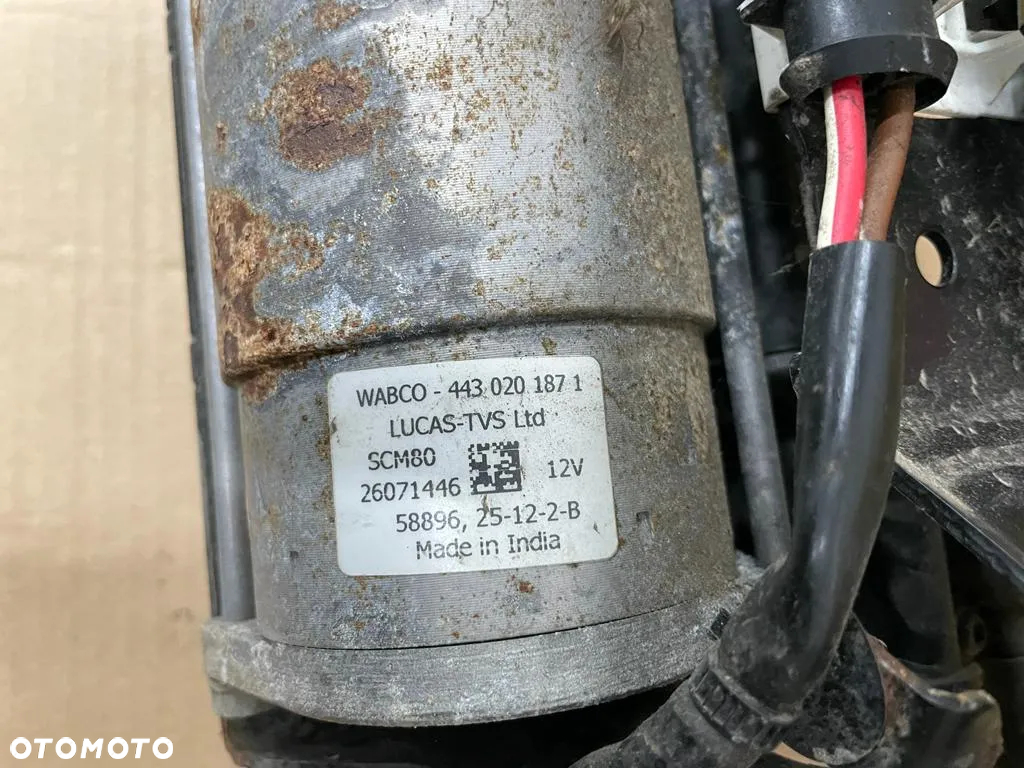 WABCO - 443 020 187 1
LUCAS-TVS Ltd
SCM80
12V
26071446
58896, 25-12-2-B
Made in India
OTOMOTO